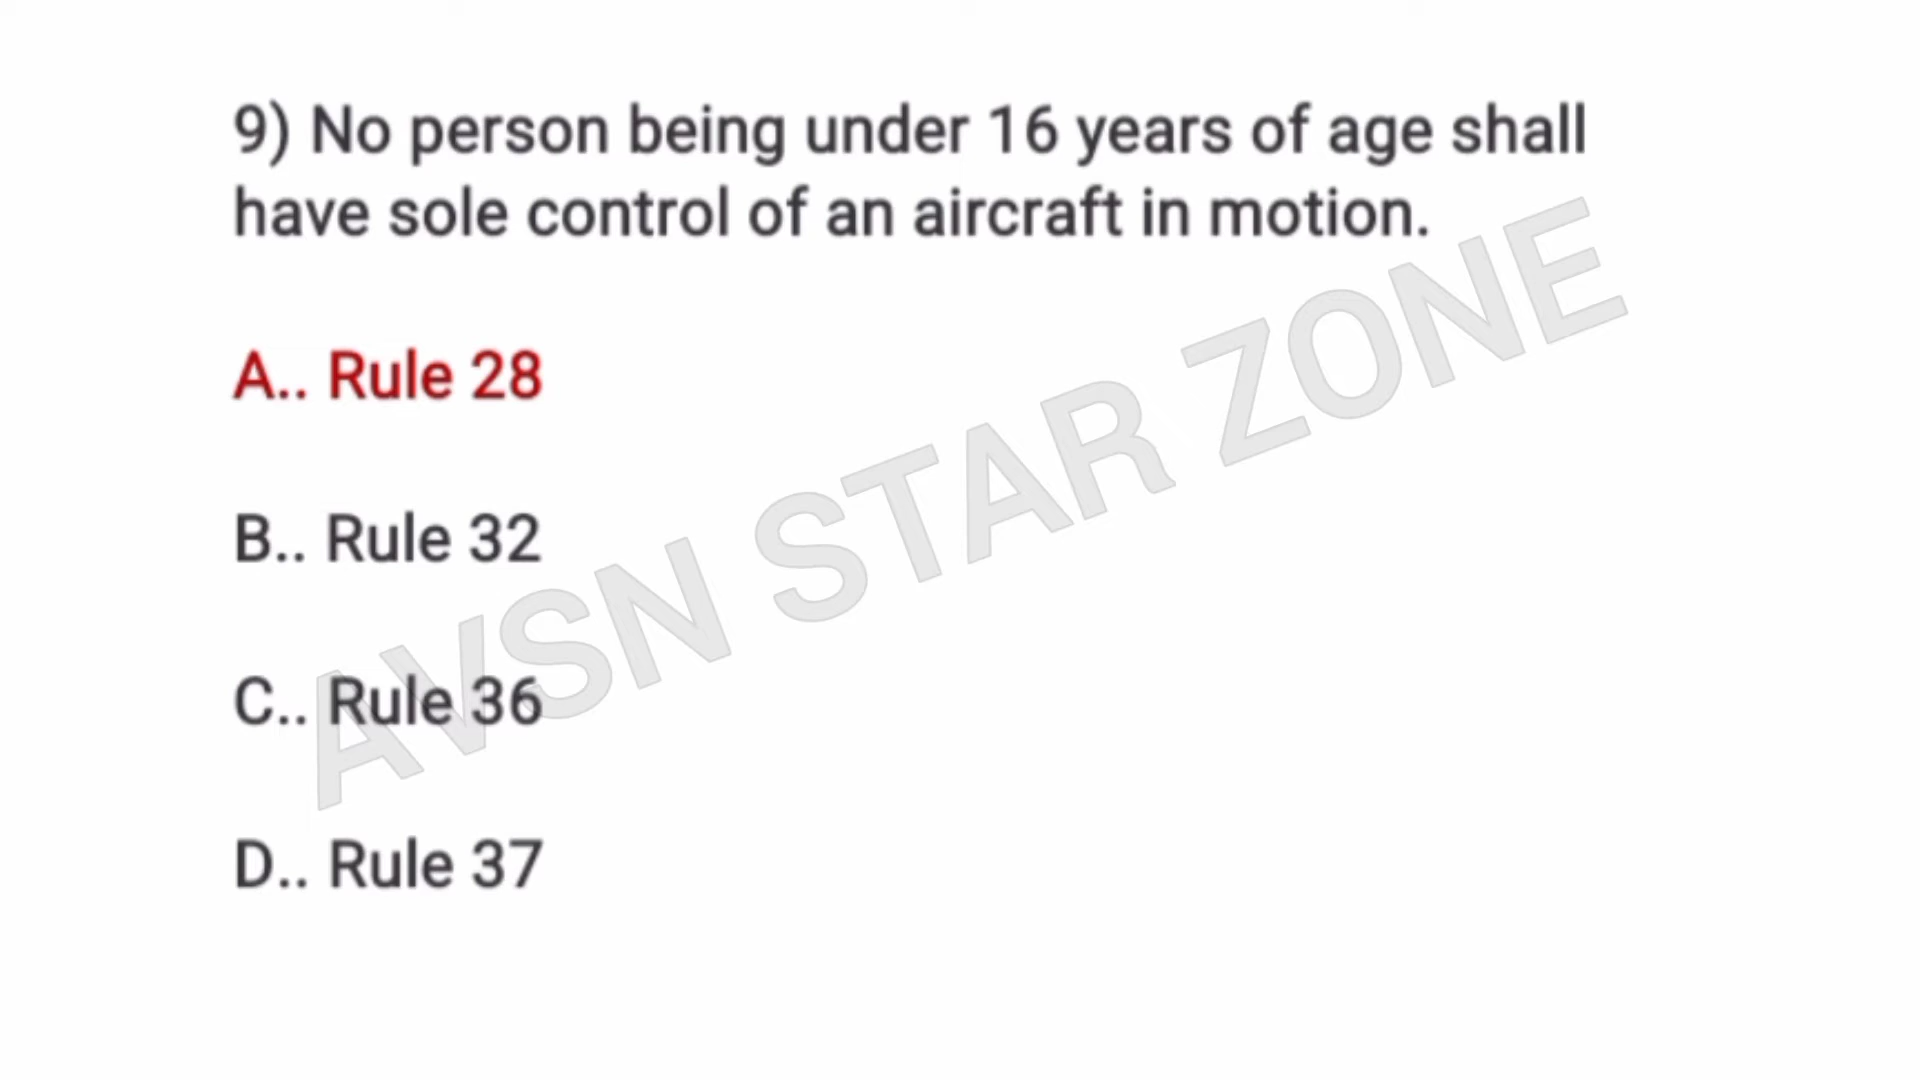 9) No person being under 16 years of age shall
have sole control of an aircraft in motion.
A.. Rule 28
B.. Rule 32
C.. Rule 36
D.. Rule 37
AVSN STAR ZONE